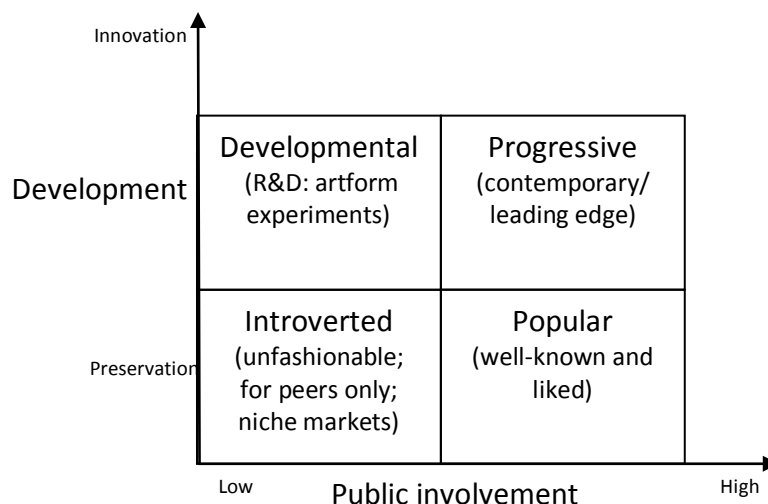 Innovation
Developmental
(R&D: artform
experiments)
Progressive
(contemporary/
leading edge)
Development
Introverted
(unfashionable;
for peers only;
niche markets)
Popular
(well-known and
liked)
Preservation
Low
Public involvement
High